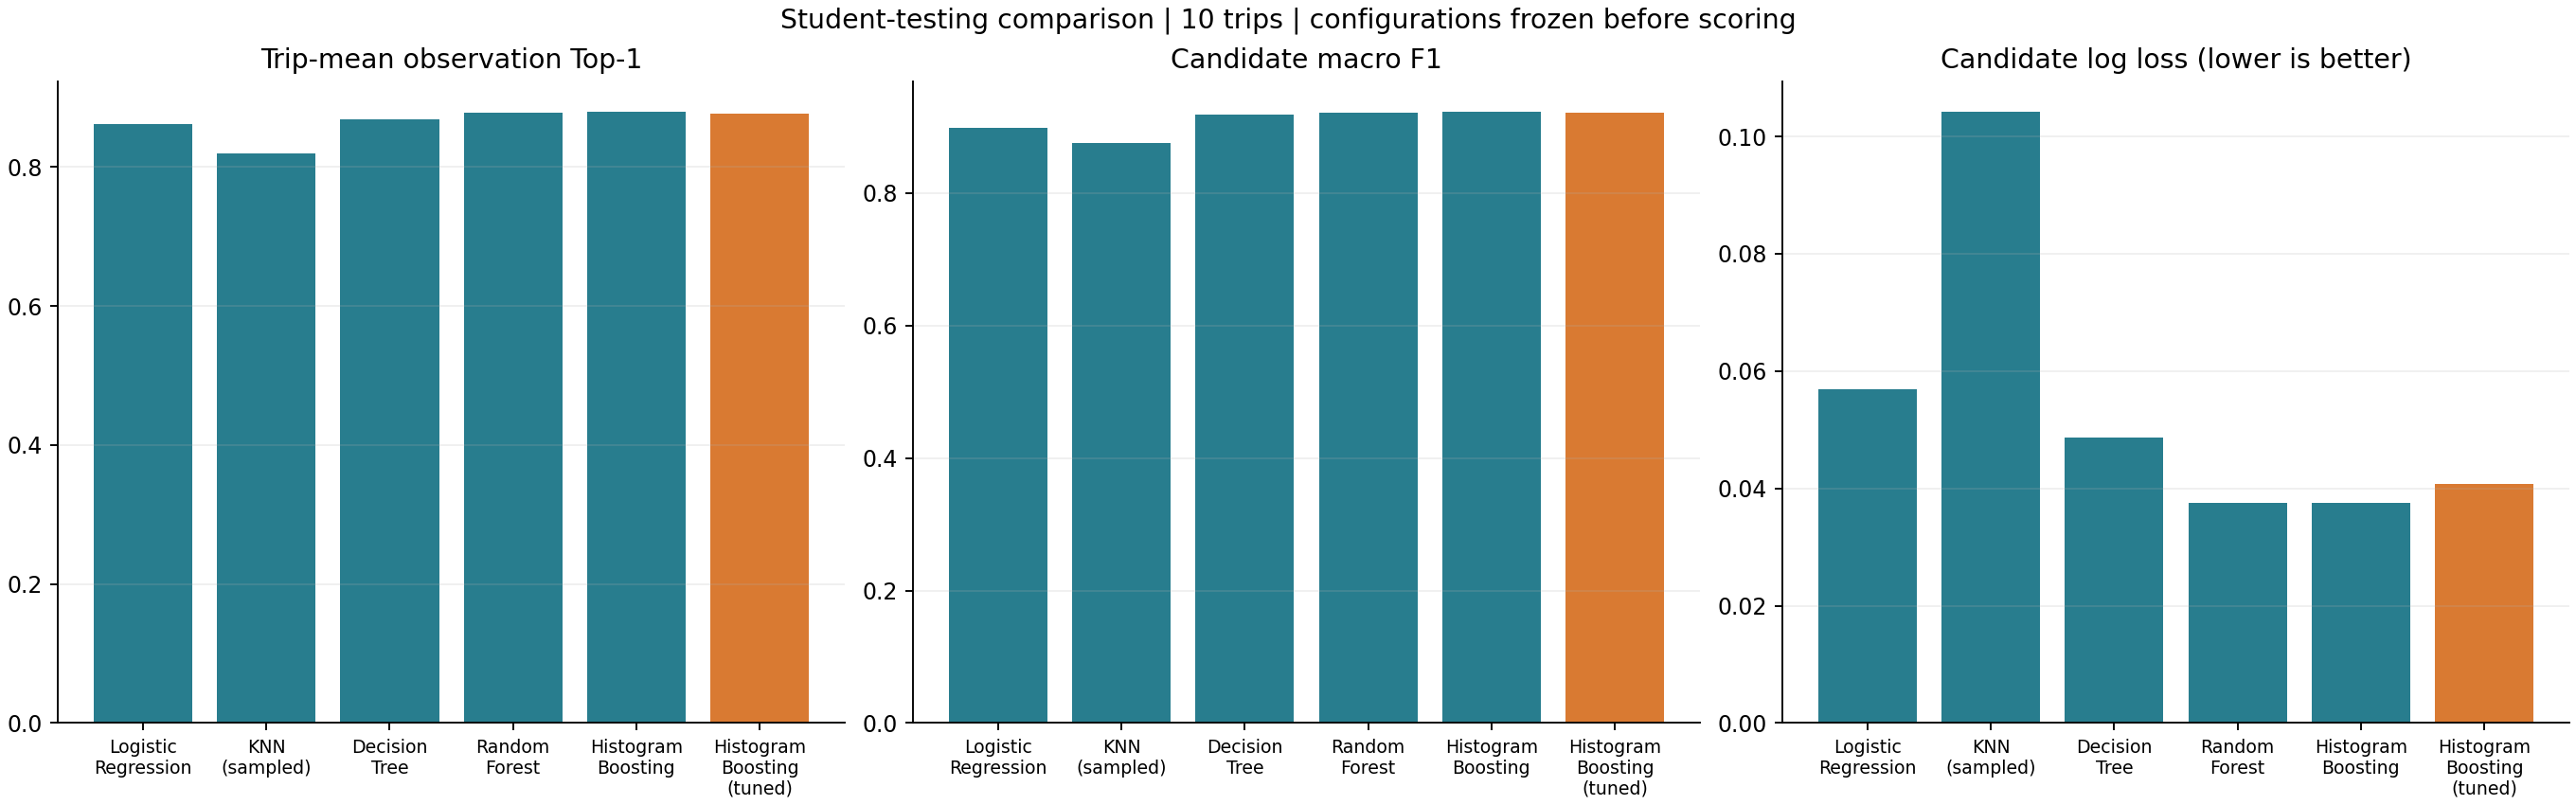 Student-testing comparison | 10 trips | configurations frozen before scoring
Trip-mean observation Top-1
0.8
0.6
0.4
0.2
0.0
Logistic
Regression
KNN
(sampled)
Decision
Tree
Random
Forest
Histogram
Boosting
Histogram
Boosting
(tuned)
Candidate macro F1
0.8
0.6
0.4
0.2
0.0
Logistic
Regression
KNN
(sampled)
Decision
Tree
Random
Forest
Histogram
Boosting
Histogram
Boosting
(tuned)
Candidate log loss (lower is better)
0.10
0.08
0.06
0.04
0.02
0.00
Logistic
Regression
KNN
(sampled)
Decision
Tree
Random
Forest
Histogram
Boosting
Histogram
Boosting
(tuned)